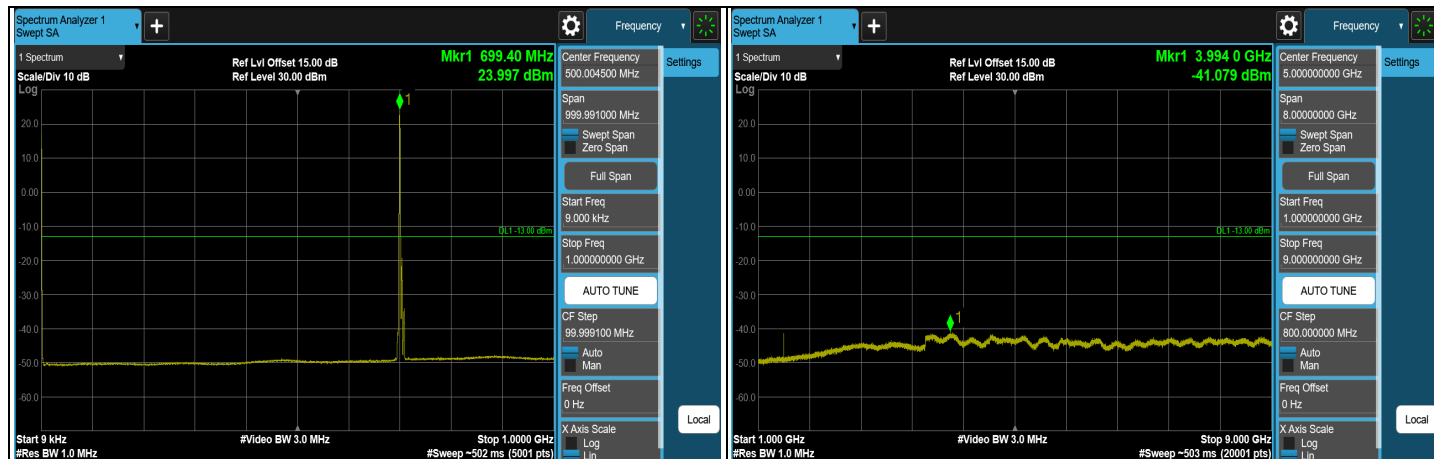 Spectrum Analyzer 1
Swept SA
+
Frequency
1 Spectrum
Scale/Div 10 dB
Log
Ref Lvl Offset 15.00 dB
Ref Level 30.00 dBm
Mkr1 699.40 MHz
23.997 dBm
1
20.0
10.0
0.00
-10.0
DL1 -13.00 dBm
-20.0
-30.0
-40.0
-50.0
-60.0
Start 9 kHz
#Res BW 1.0 MHz
#Video BW 3.0 MHz
Stop 1.0000 GHz
#Sweep ~502 ms (5001 pts)
Center Frequency
500.004500 MHz
Settings
Span
999.991000 MHz
Swept Span
Zero Span
Full Span
Start Freq
9.000 kHz
Stop Freq
1.000000000 GHz
AUTO TUNE
CF Step
99.999100 MHz
Auto
Man
Freq Offset
0 Hz
Local
X Axis Scale
Log
Lin
Spectrum Analyzer 1
Swept SA
+
Frequency
1 Spectrum
Scale/Div 10 dB
Log
Ref Lvl Offset 15.00 dB
Ref Level 30.00 dBm
Mkr1 3.994 0 GHz
-41.079 dBm
20.0
10.0
0.00
-10.0
DL1 -13.00 dBm
-20.0
-30.0
1
-40.0
-50.0
-60.0
Start 1.000 GHz
#Res BW 1.0 MHz
#Video BW 3.0 MHz
Stop 9.000 GHz
#Sweep ~503 ms (20001 pts)
Center Frequency
5.000000000 GHz
Settings
Span
8.00000000 GHz
Swept Span
Zero Span
Full Span
Start Freq
1.000000000 GHz
Stop Freq
9.000000000 GHz
AUTO TUNE
CF Step
800.000000 MHz
Auto
Man
Freq Offset
0 Hz
Local
X Axis Scale
Log
Lin